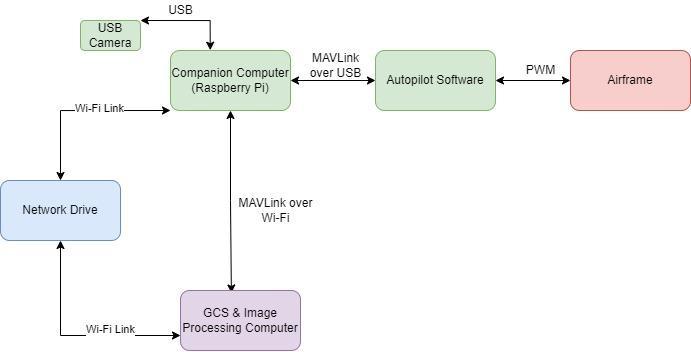 USB
USB
Camera
Companion Computer
(Raspberry Pi)
MAVLink
over USB
Autopilot Software
PWM
Airframe
Wi-Fi Link
Network Drive
MAVLink over
Wi-Fi
GCS & Image
Processing Computer
Wi-Fi Link